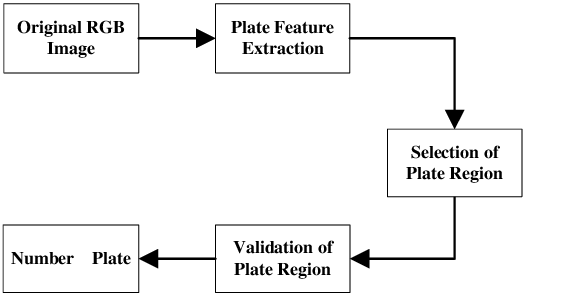 Original RGB
Image
Plate Feature
Extraction
Selection of
Plate Region
Validation of
Plate Region
Number Plate